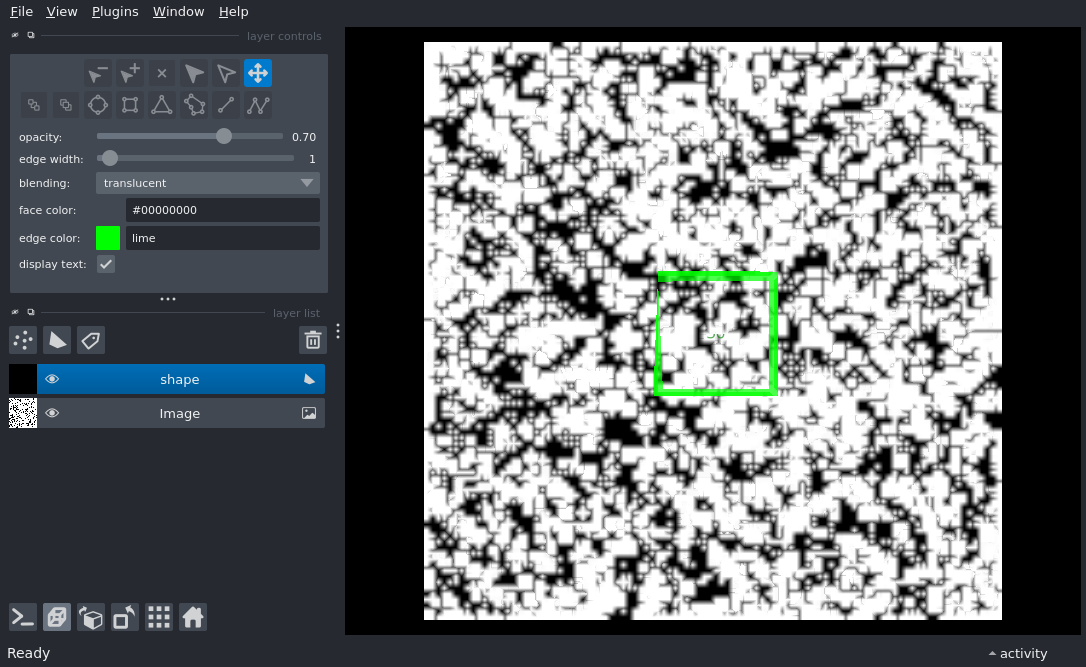 File View Plugins Window Help
layer controls
opacity: 0.70
edge width: 1
blending: translucent
face color: #00000000
edge color: lime
display text:
layer list
shape
Image
Ready
activity